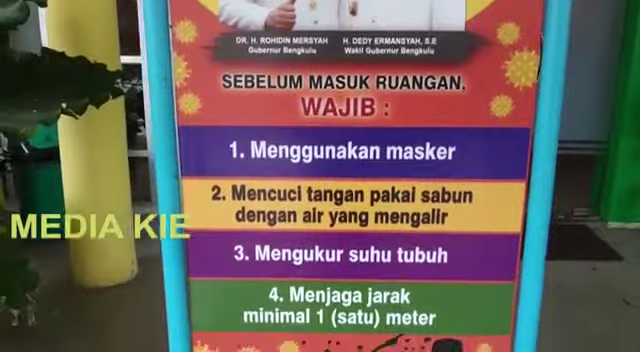 DR. H. ROHIDIN MERSYAH
Gubernur Bengkulu
H. DEDY ERMANSYAH, S.E
Wakil Gubernur Bengkulu
SEBELUM MASUK RUANGAN,
WAJIB :
1. Menggunakan masker
2. Mencuci tangan pakai sabun
dengan air yang mengalir
3. Mengukur suhu tubuh
4. Menjaga jarak
minimal 1 (satu) meter
MEDIA KIE